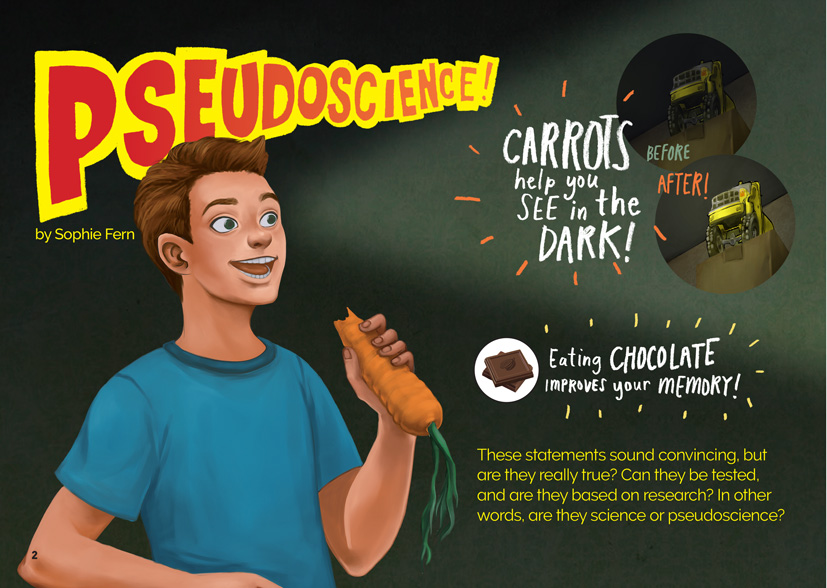 PSEUDOSCIENCE!
by Sophie Fern
CARROTS
help you
SEE in the
DARK!
BEFORE
AFTER!
Eating CHOCOLATE
IMPROVES your MEMORY!
These statements sound convincing, but
are they really true? Can they be tested,
and are they based on research? In other
words, are they science or pseudoscience?
2